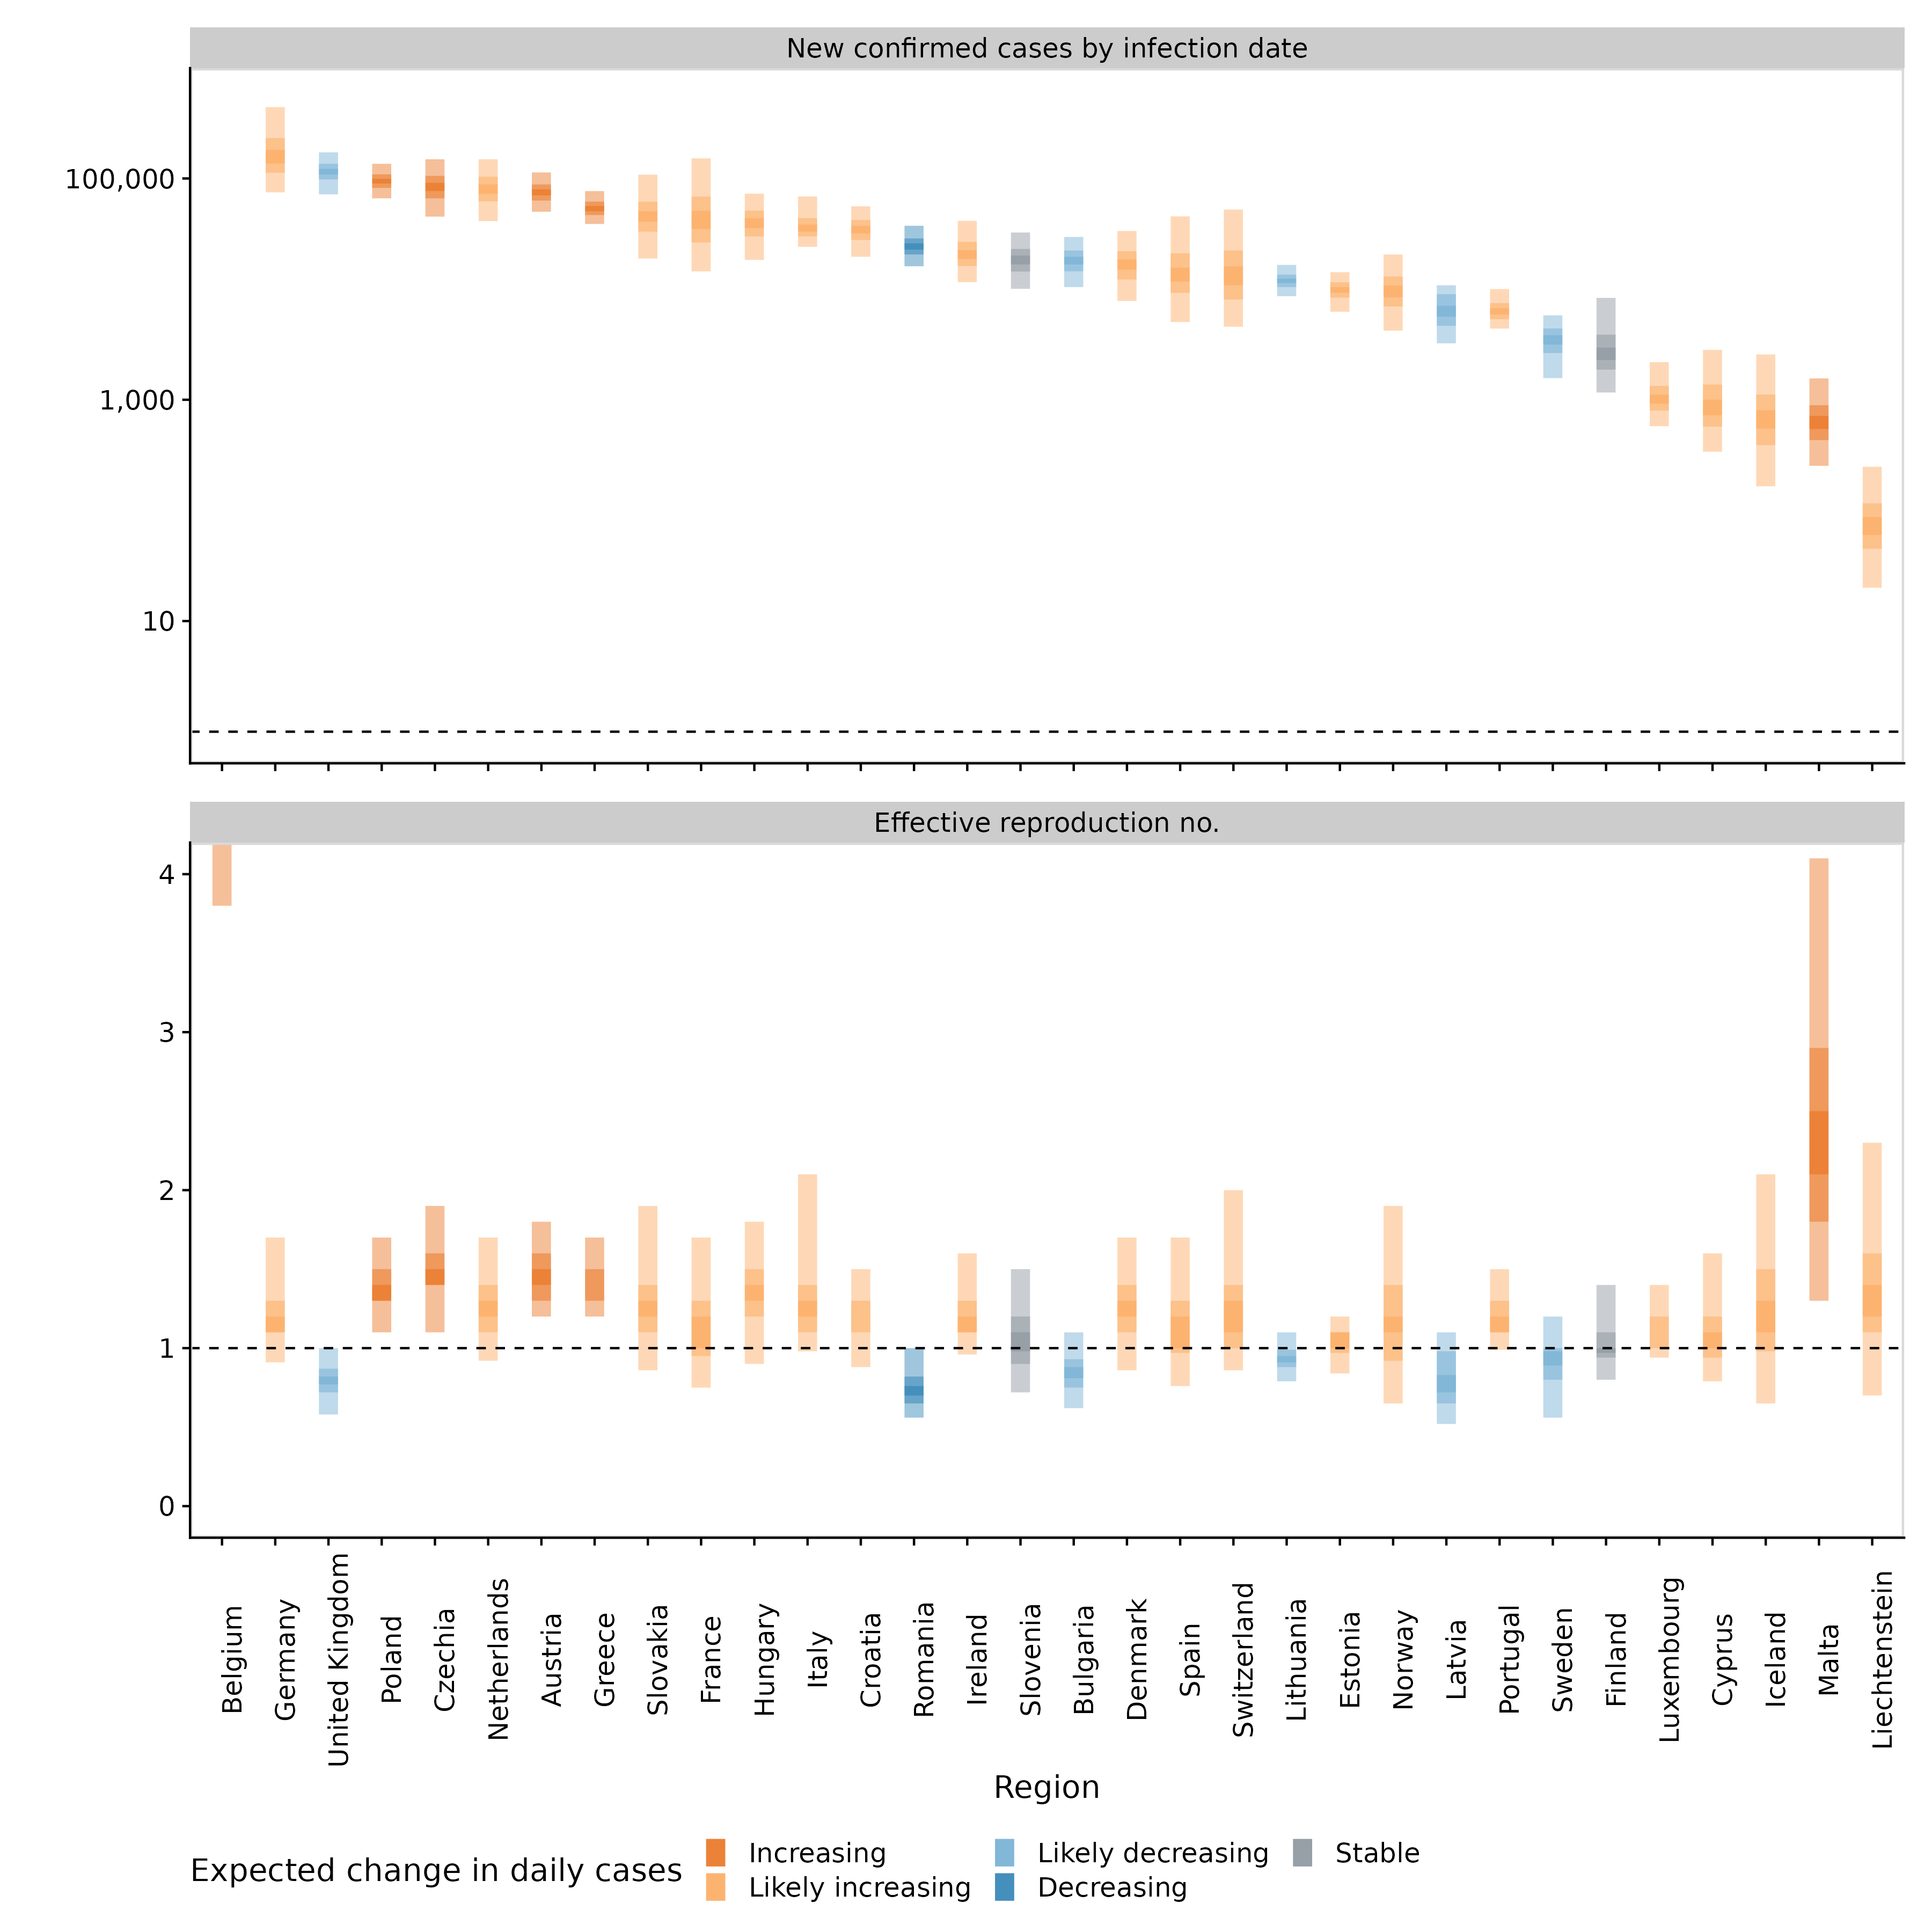 New confirmed cases by infection date
100,000
1,000
10
Effective reproduction no.
4
3
2
1
0
Belgium
Germany
United Kingdom
Poland
Czechia
Netherlands
Austria
Greece
Slovakia
France
Hungary
Italy
Croatia
Romania
Ireland
Slovenia
Bulgaria
Denmark
Spain
Switzerland
Lithuania
Estonia
Norway
Latvia
Portugal
Sweden
Finland
Luxembourg
Cyprus
Iceland
Malta
Liechtenstein
Region
Expected change in daily cases
Increasing
Likely increasing
Likely decreasing
Decreasing
Stable